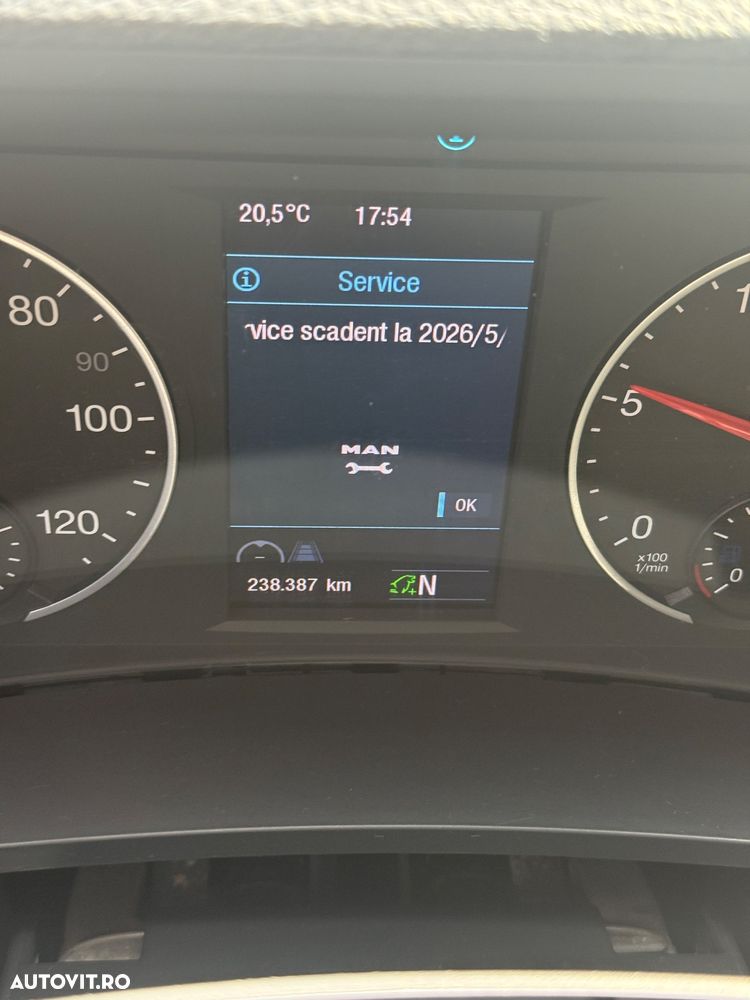 20,5°C 17:54
Service
vice scadent la 2026/5/
MAN
OK
238.387 km N
80
90
100
120
1
5
0
x100
1/min
0
AUTOVIT.RO